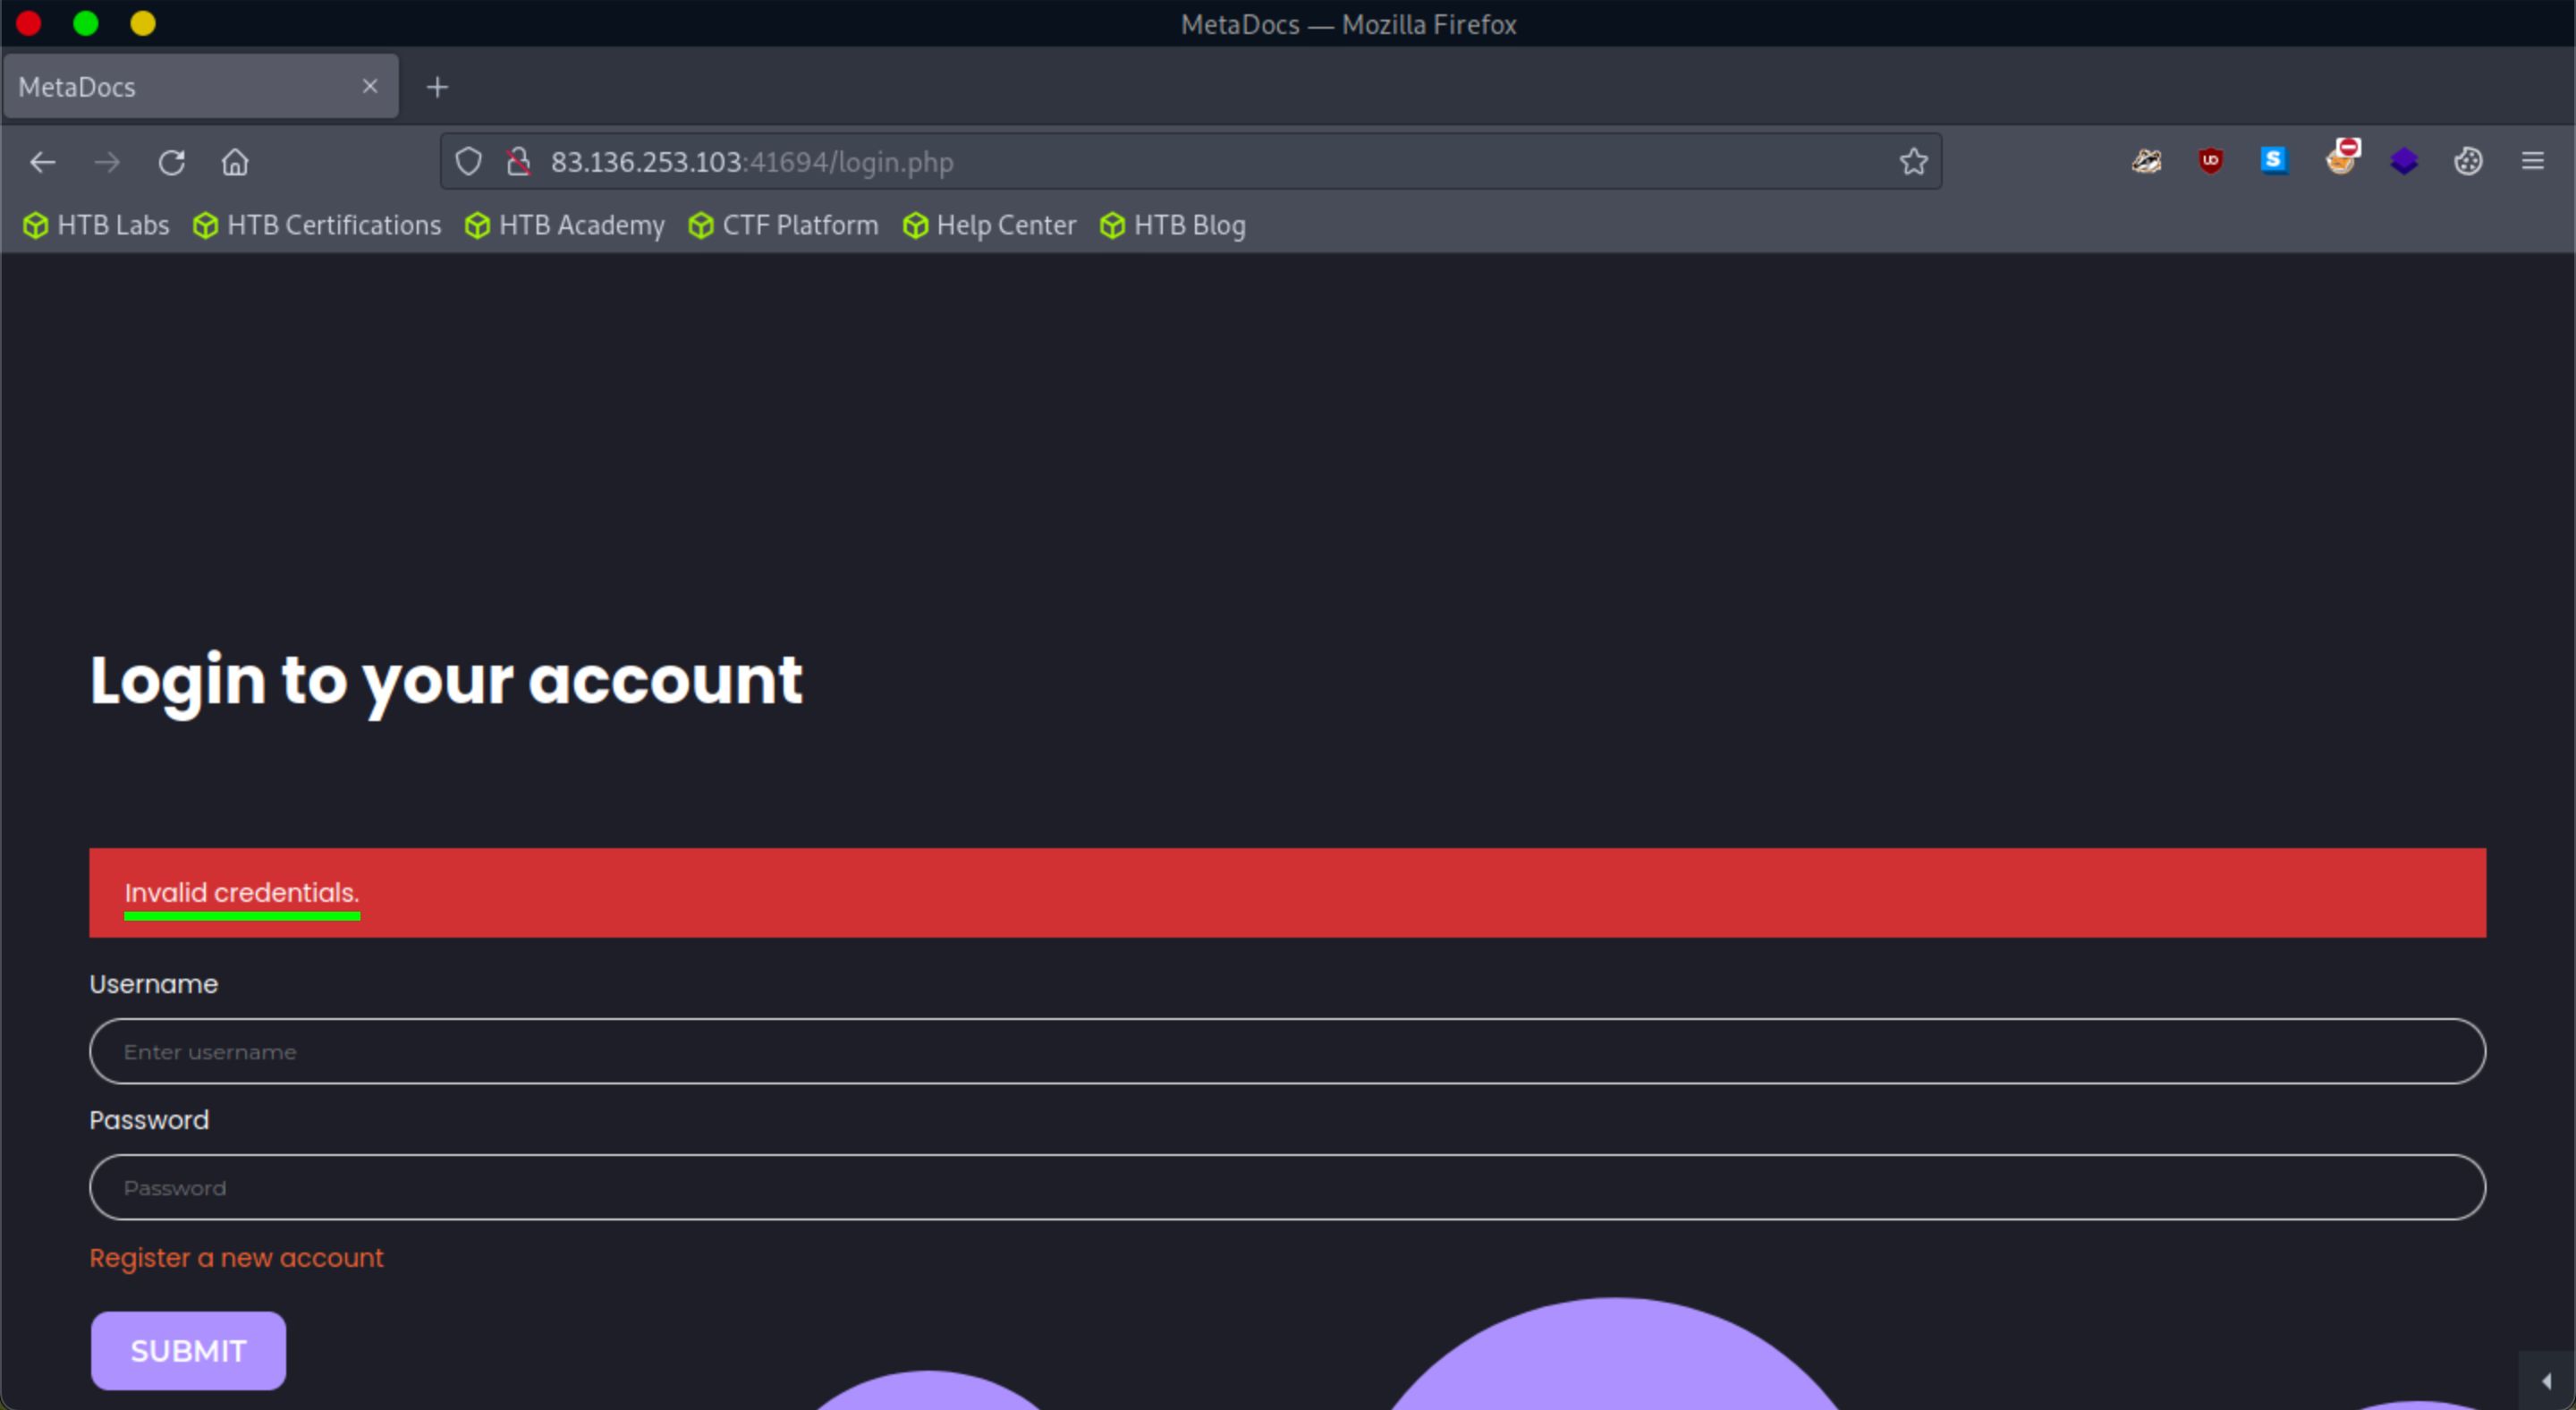 MetaDocs — Mozilla Firefox
MetaDocs
83.136.253.103:41694/login.php
HTB Labs HTB Certifications HTB Academy CTF Platform Help Center HTB Blog
Login to your account
Invalid credentials.
Username
Enter username
Password
Password
Register a new account
SUBMIT